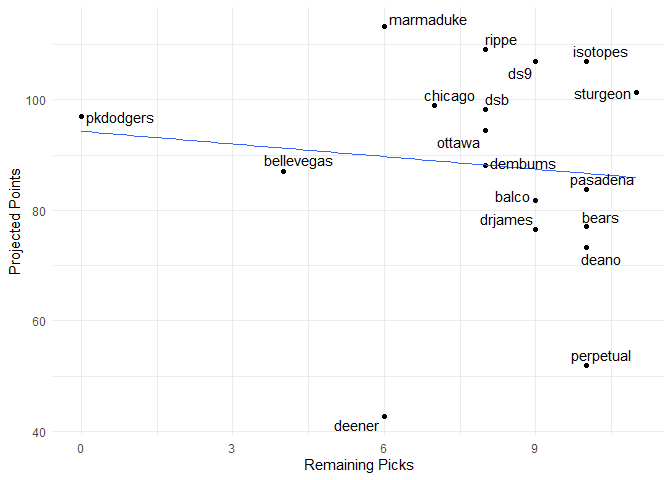 marmaduke
rippe
isotopes
ds9
chicago
dsb
sturgeon
100
pkdodgers
ottawa
bellevegas
dembums
pasadena
80
balco
drjames
bears
deano
60
perpetual
deener
40
0
3
6
9
Remaining Picks
Projected Points